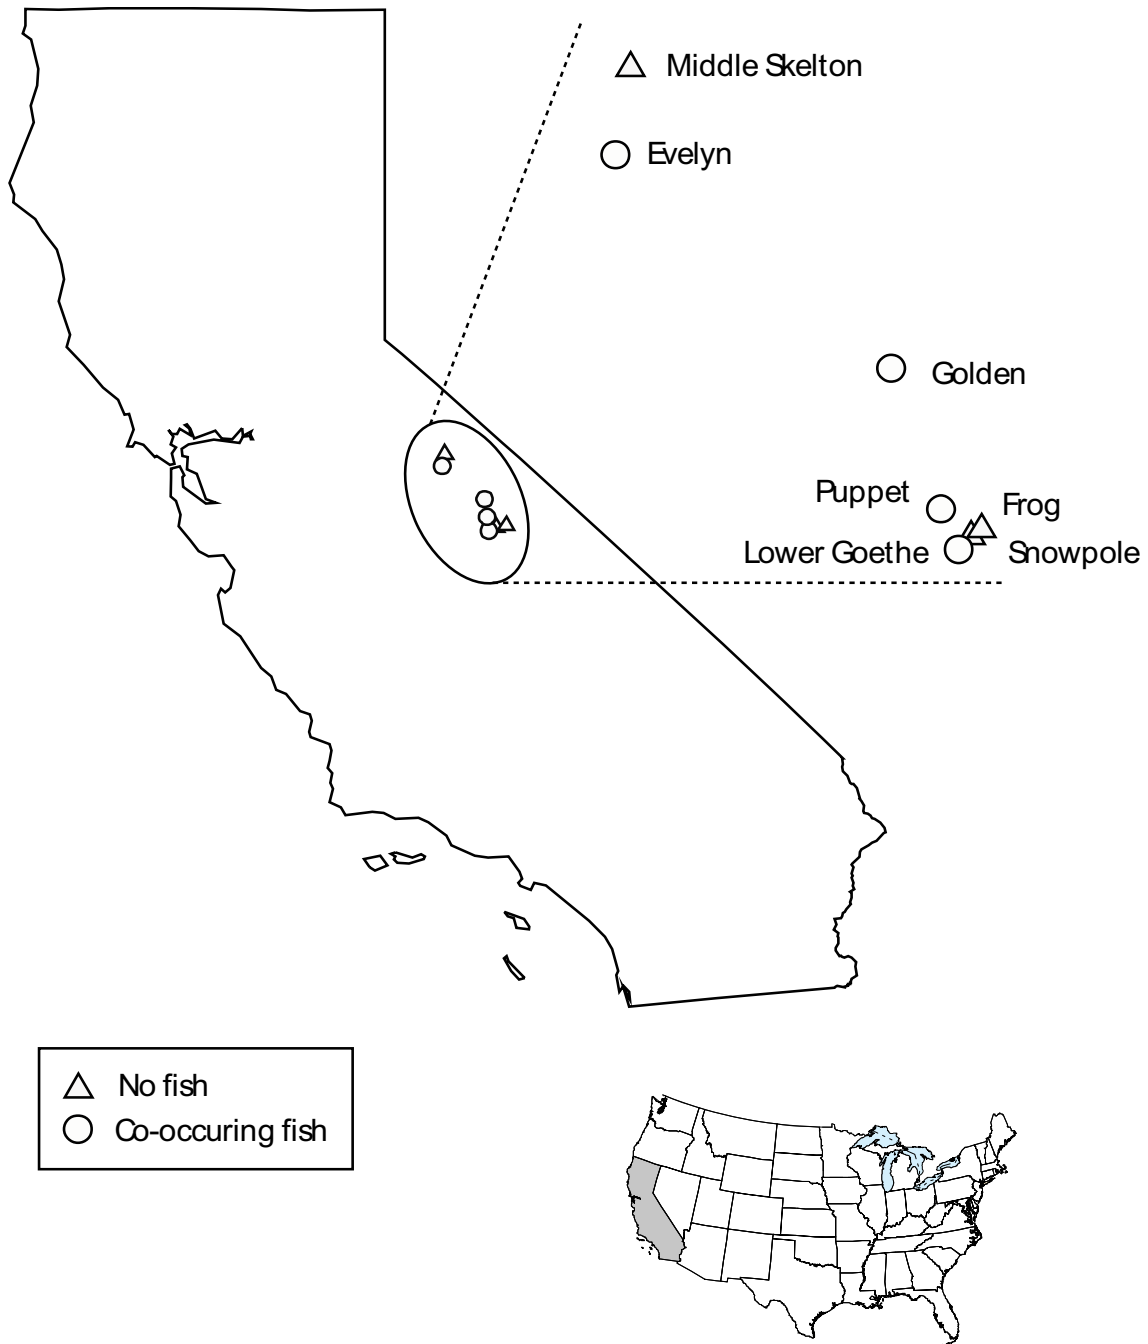 Middle Skelton
Evelyn
Golden
Puppet
Frog
Lower Goethe
Snowpole
No fish
Co-occuring fish